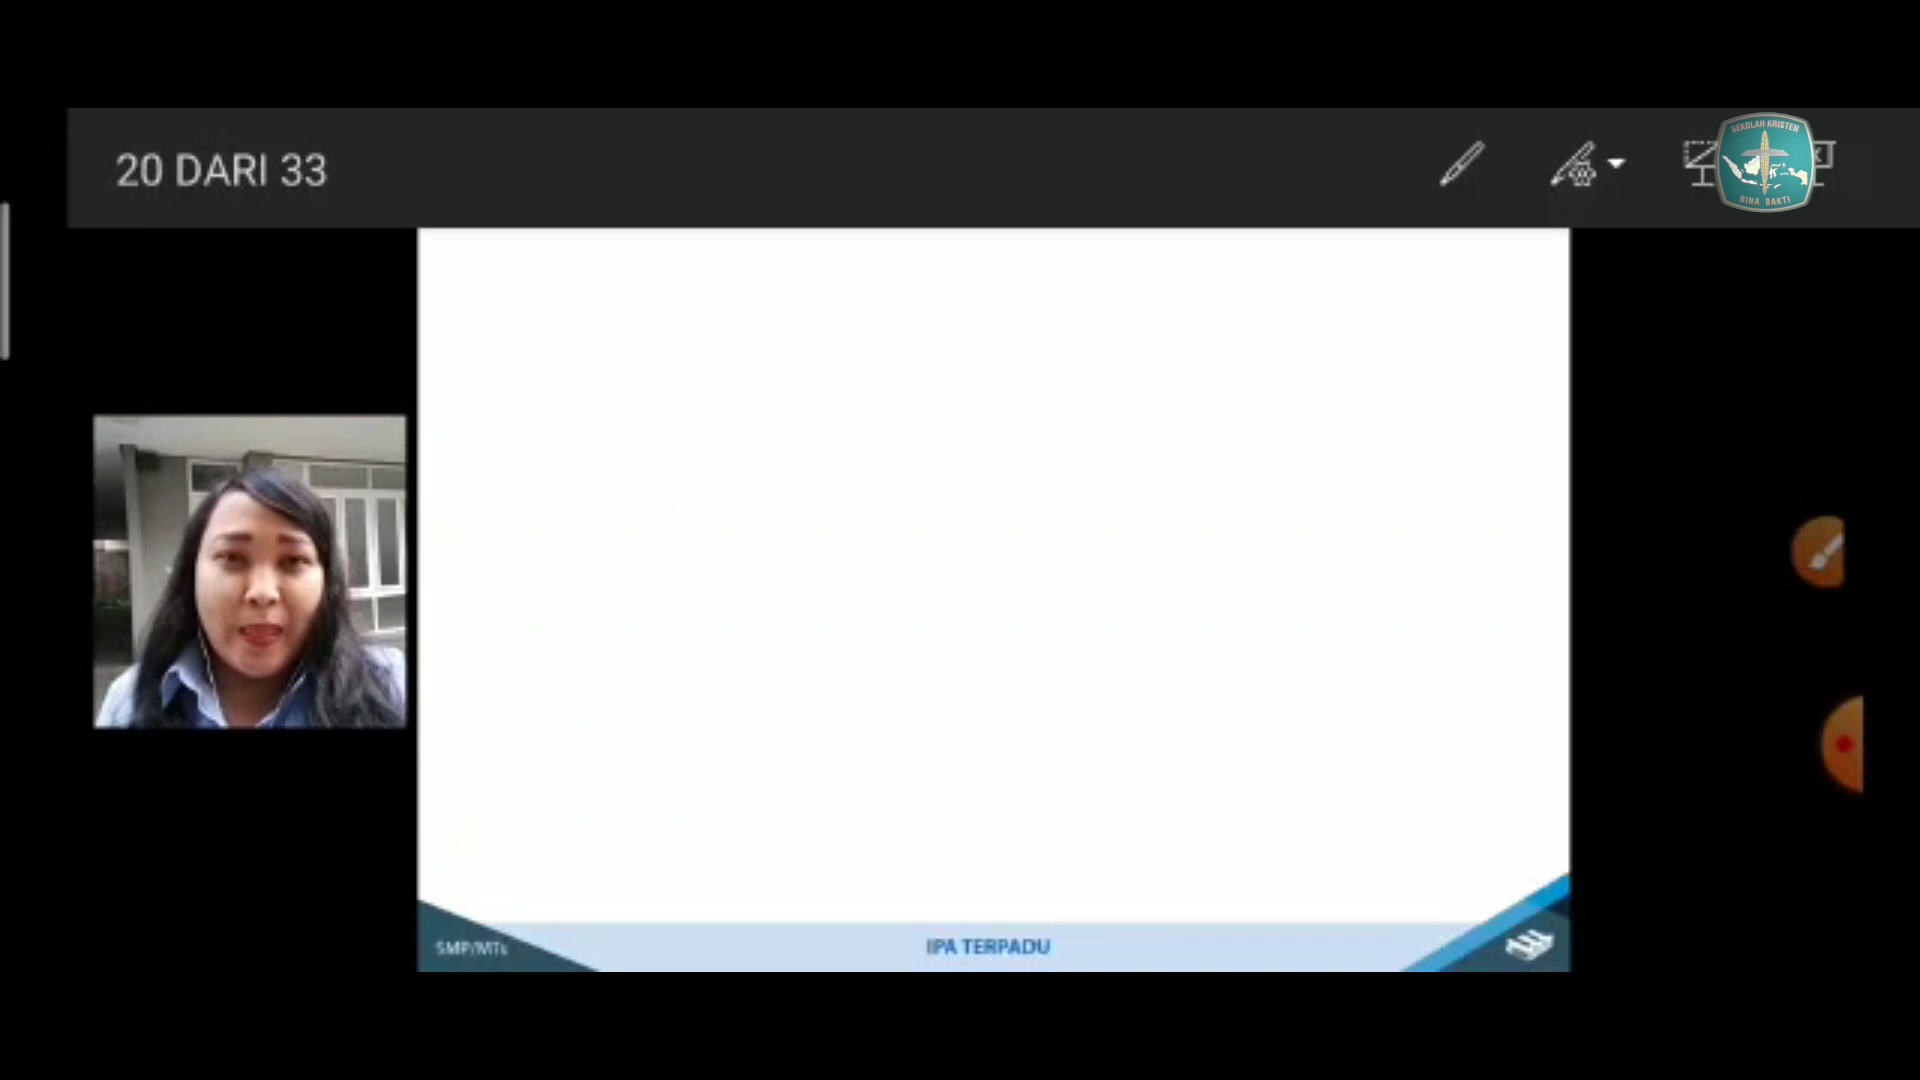 20 DARI 33
SEKOLAH KRISTEN
BINA BAKTI
SMP/MTs
IPA TERPADU